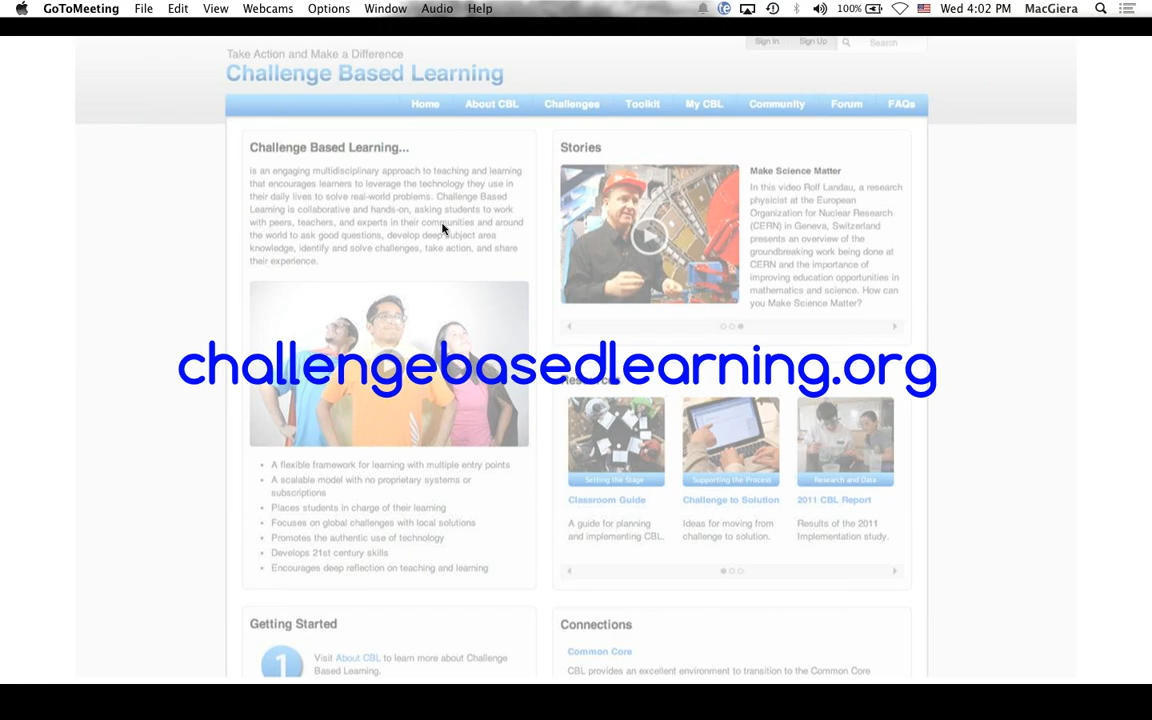 GoToMeeting File Edit View Webcams Options Window Audio Help 100% Wed 4:02 PM MacGiera
Sign In Sign Up Search
Take Action and Make a Difference
Challenge Based Learning
Home About CBL Challenges Toolkit My CBL Community Forum FAQs
Challenge Based Learning...
is an engaging multidisciplinary approach to teaching and learning
that encourages learners to leverage the technology they use in
their daily lives to solve real-world problems. Challenge Based
Learning is collaborative and hands-on, asking students to work
with peers, teachers, and experts in their communities and around
the world to ask good questions, develop deep subject area
knowledge, identify and solve challenges, take action, and share
their experience.
Stories
Make Science Matter
In this video Rolf Landau, a research
physicist at the European
Organization for Nuclear Research
(CERN) in Geneva, Switzerland
presents an overview of the
groundbreaking work being done at
CERN and the importance of
improving education opportunities in
mathematics and science. How can
you Make Science Matter?
challengebasedlearning.org
A flexible framework for learning with multiple entry points
A scalable model with no proprietary systems or
subscriptions
Places students in charge of their learning
Focuses on global challenges with local solutions
Promotes the authentic use of technology
Develops 21st century skills
Encourages deep reflection on teaching and learning
Resources
Setting the Stage
Classroom Guide
A guide for planning
and implementing CBL.
Supporting the Process
Challenge to Solution
Ideas for moving from
challenge to solution.
Research and Data
2011 CBL Report
Results of the 2011
Implementation study.
Getting Started
1
Visit About CBL to learn more about Challenge
Based Learning.
Connections
Common Core
CBL provides an excellent environment to transition to the Common Core